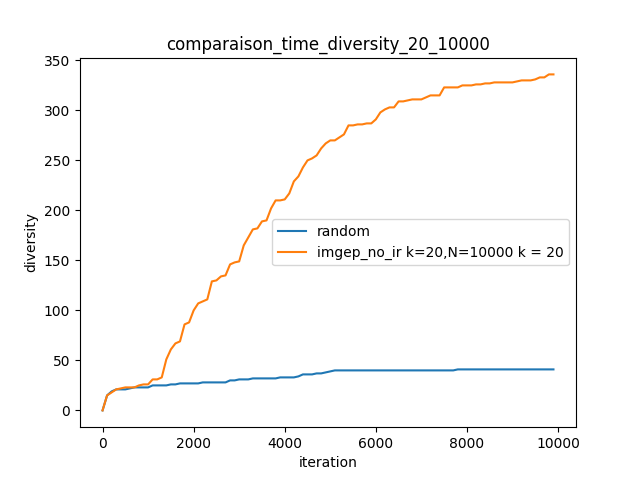 comparaison_time_diversity_20_10000
350
300
250
200
150
100
50
0
diversity
random
imgep_no_ir k=20,N=10000 k = 20
0 2000 4000 6000 8000 10000
iteration